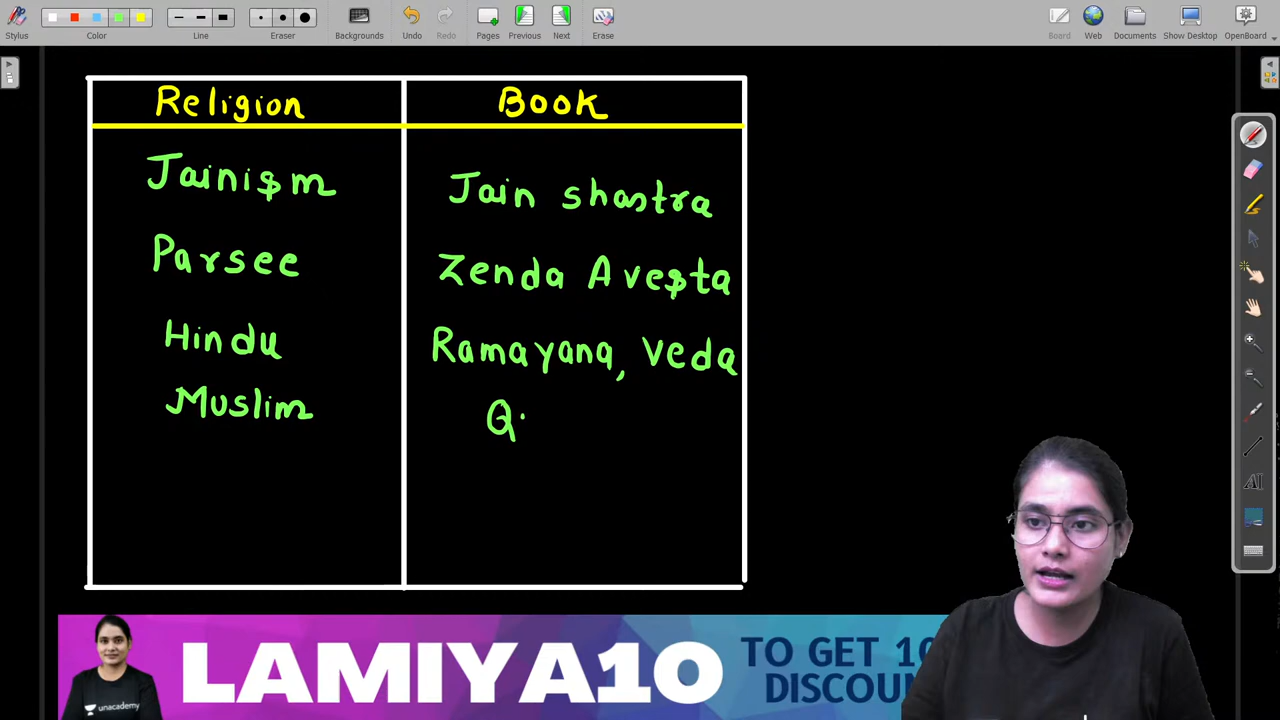 Stylus
Color
Line
Eraser
Backgrounds
Undo
Redo
Pages
Previous
Next
Erase
Board
Web
Documents
Show Desktop
OpenBoard
Religion Book
Jainism Jain shastra
Parsee Zenda Avesta
Hindu Ramayana, Veda
Muslim Q
AI
unacademy
LAMIYA10
TO GET 10
DISCOU